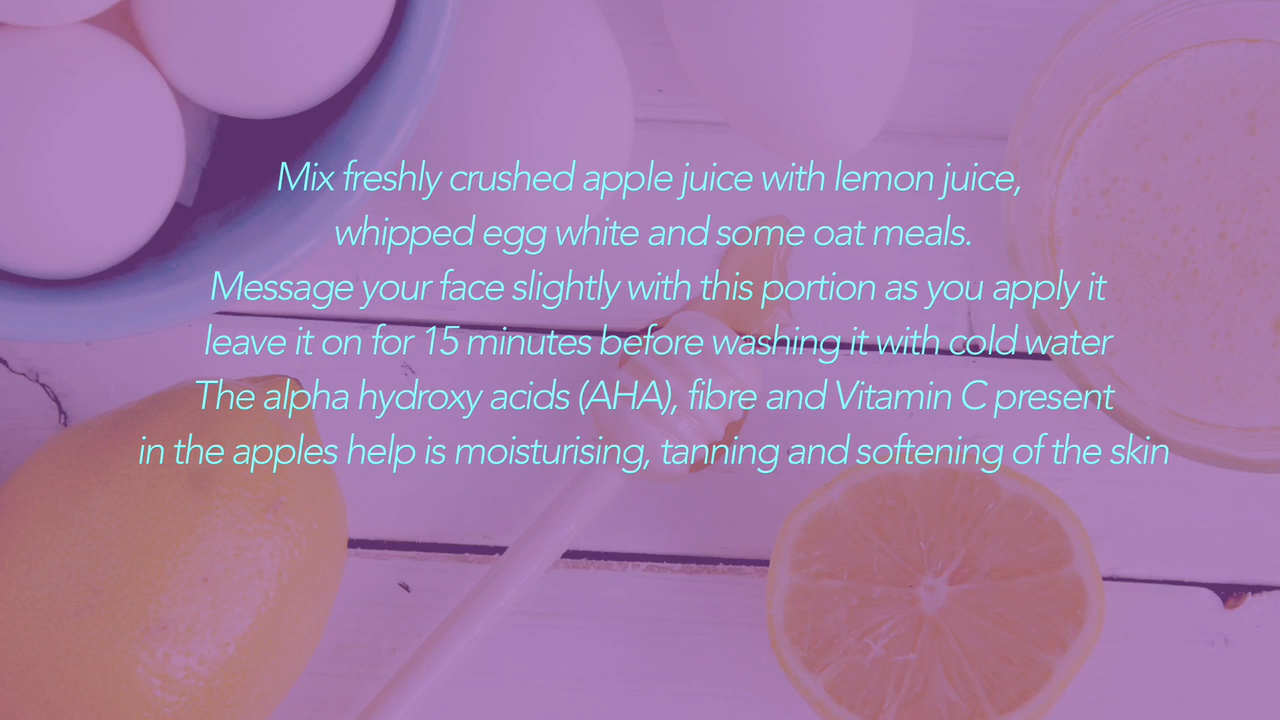 Mix freshly crushed apple juice with lemon juice,
whipped egg white and some oat meals.
Message your face slightly with this portion as you apply it
leave it on for 15 minutes before washing it with cold water
The alpha hydroxy acids (AHA), fibre and Vitamin C present
in the apples help is moisturising, tanning and softening of the skin